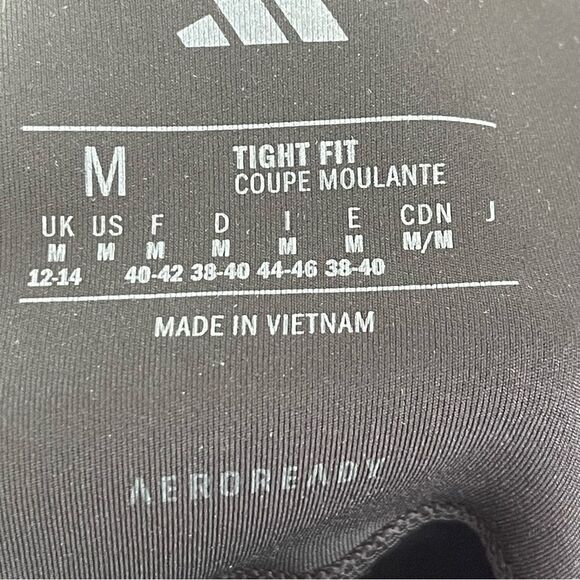 M TIGHT FIT
COUPE MOULANTE
UK US F D I E CDN J
M M M M M M M/M
12-14 40-42 38-40 44-46 38-40
MADE IN VIETNAM
AEROREADY